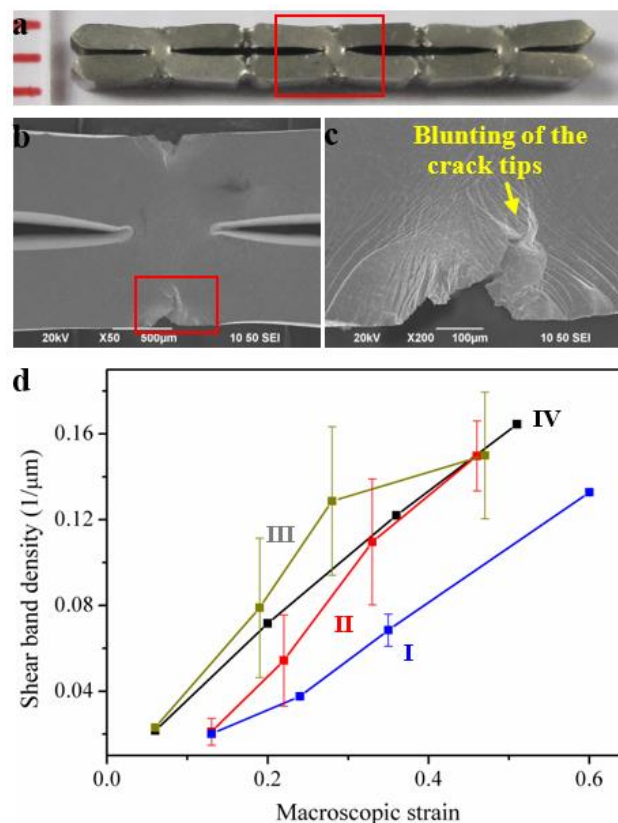 a
b
c
Blunting of the
crack tips
20kV X50 500μm 10 50 SEI
20kV X200 100μm 10 50 SEI
d
Shear band density (1/μm)
0.16
0.12
0.08
0.04
IV
III
II
I
0.0 0.2 0.4 0.6
Macroscopic strain